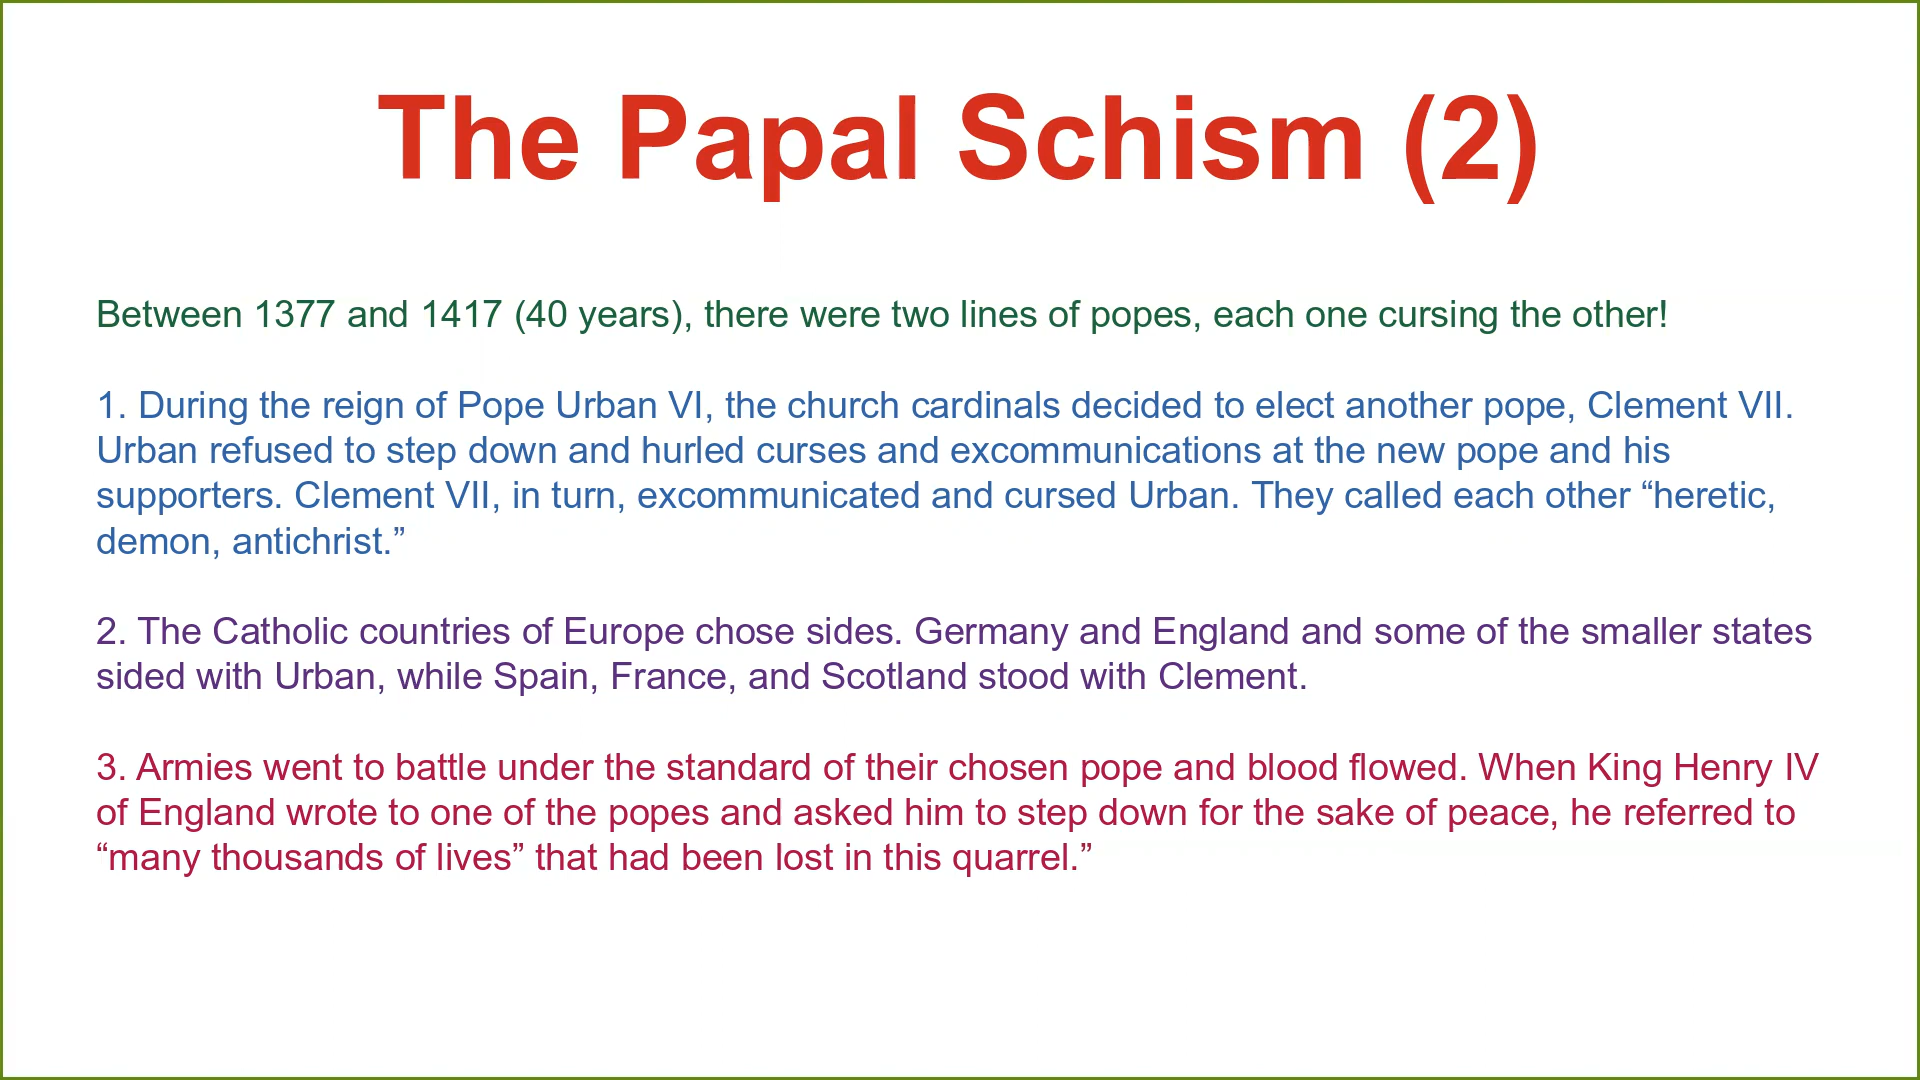 The Papal Schism (2)
Between 1377 and 1417 (40 years), there were two lines of popes, each one cursing the other!
1. During the reign of Pope Urban VI, the church cardinals decided to elect another pope, Clement VII.
Urban refused to step down and hurled curses and excommunications at the new pope and his
supporters. Clement VII, in turn, excommunicated and cursed Urban. They called each other “heretic,
demon, antichrist.”
2. The Catholic countries of Europe chose sides. Germany and England and some of the smaller states
sided with Urban, while Spain, France, and Scotland stood with Clement.
3. Armies went to battle under the standard of their chosen pope and blood flowed. When King Henry IV
of England wrote to one of the popes and asked him to step down for the sake of peace, he referred to
“many thousands of lives” that had been lost in this quarrel.”